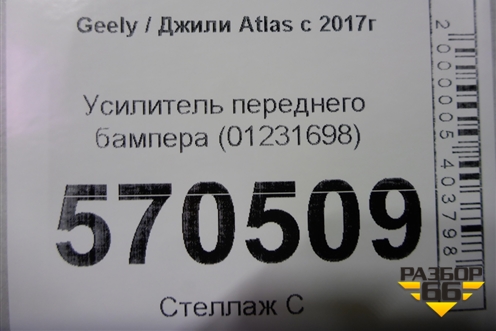 Geely / Джили Atlas с 2017г
Усилитель переднего
бампера (01231698)
570509
Стеллаж С
2000005403798
РАЗБОР
66